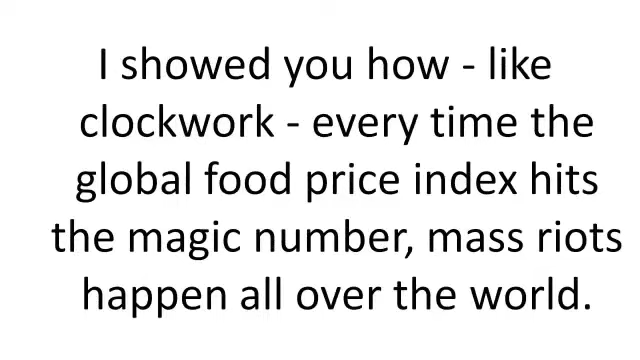 I showed you how - like
clockwork - every time the
global food price index hits
the magic number, mass riots
happen all over the world.